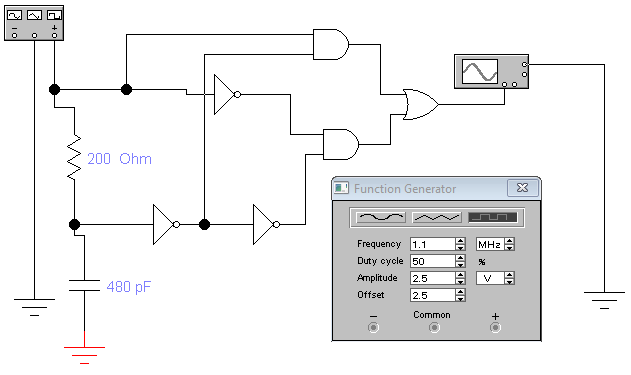 − +
200 Ohm
480 pF
Function Generator
Frequency 1.1 MHz
Duty cycle 50 %
Amplitude 2.5 V
Offset 2.5
− Common +